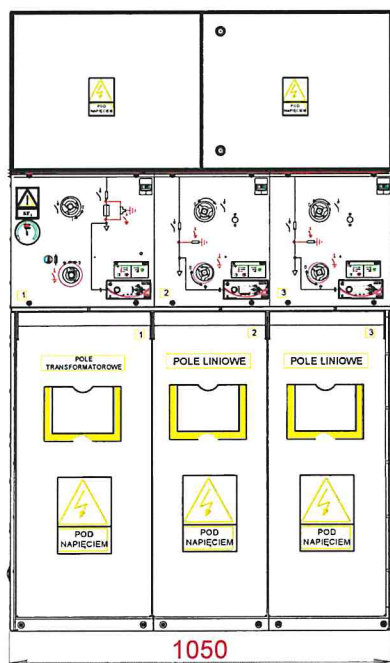 POD
NAPIĘCIEM
POD
NAPIĘCIEM
SF6
1
2
3
1
2
3
POLE
TRANSFORMATOROWE
POLE LINIOWE
POLE LINIOWE
POD
NAPIĘCIEM
POD
NAPIĘCIEM
POD
NAPIĘCIEM
1050